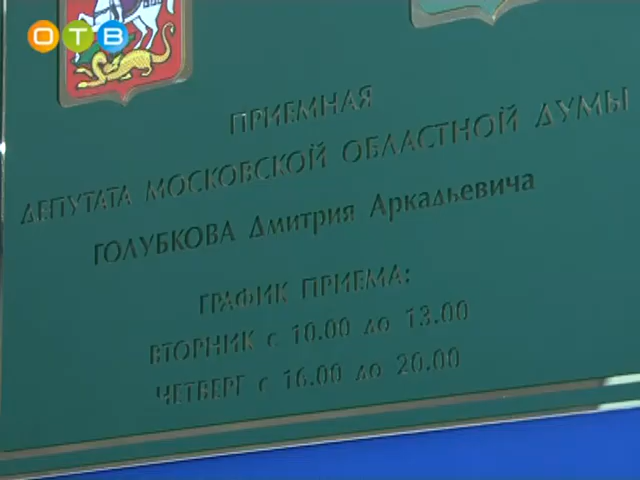 ОТВ
ПРИЕМНАЯ
ДЕПУТАТА МОСКОВСКОЙ ОБЛАСТНОЙ ДУМЫ
ГОЛУБКОВА Дмитрия Аркадьевича
ГРАФИК ПРИЕМА:
ВТОРНИК с 10.00 до 13.00
ЧЕТВЕРГ с 16.00 до 20.00